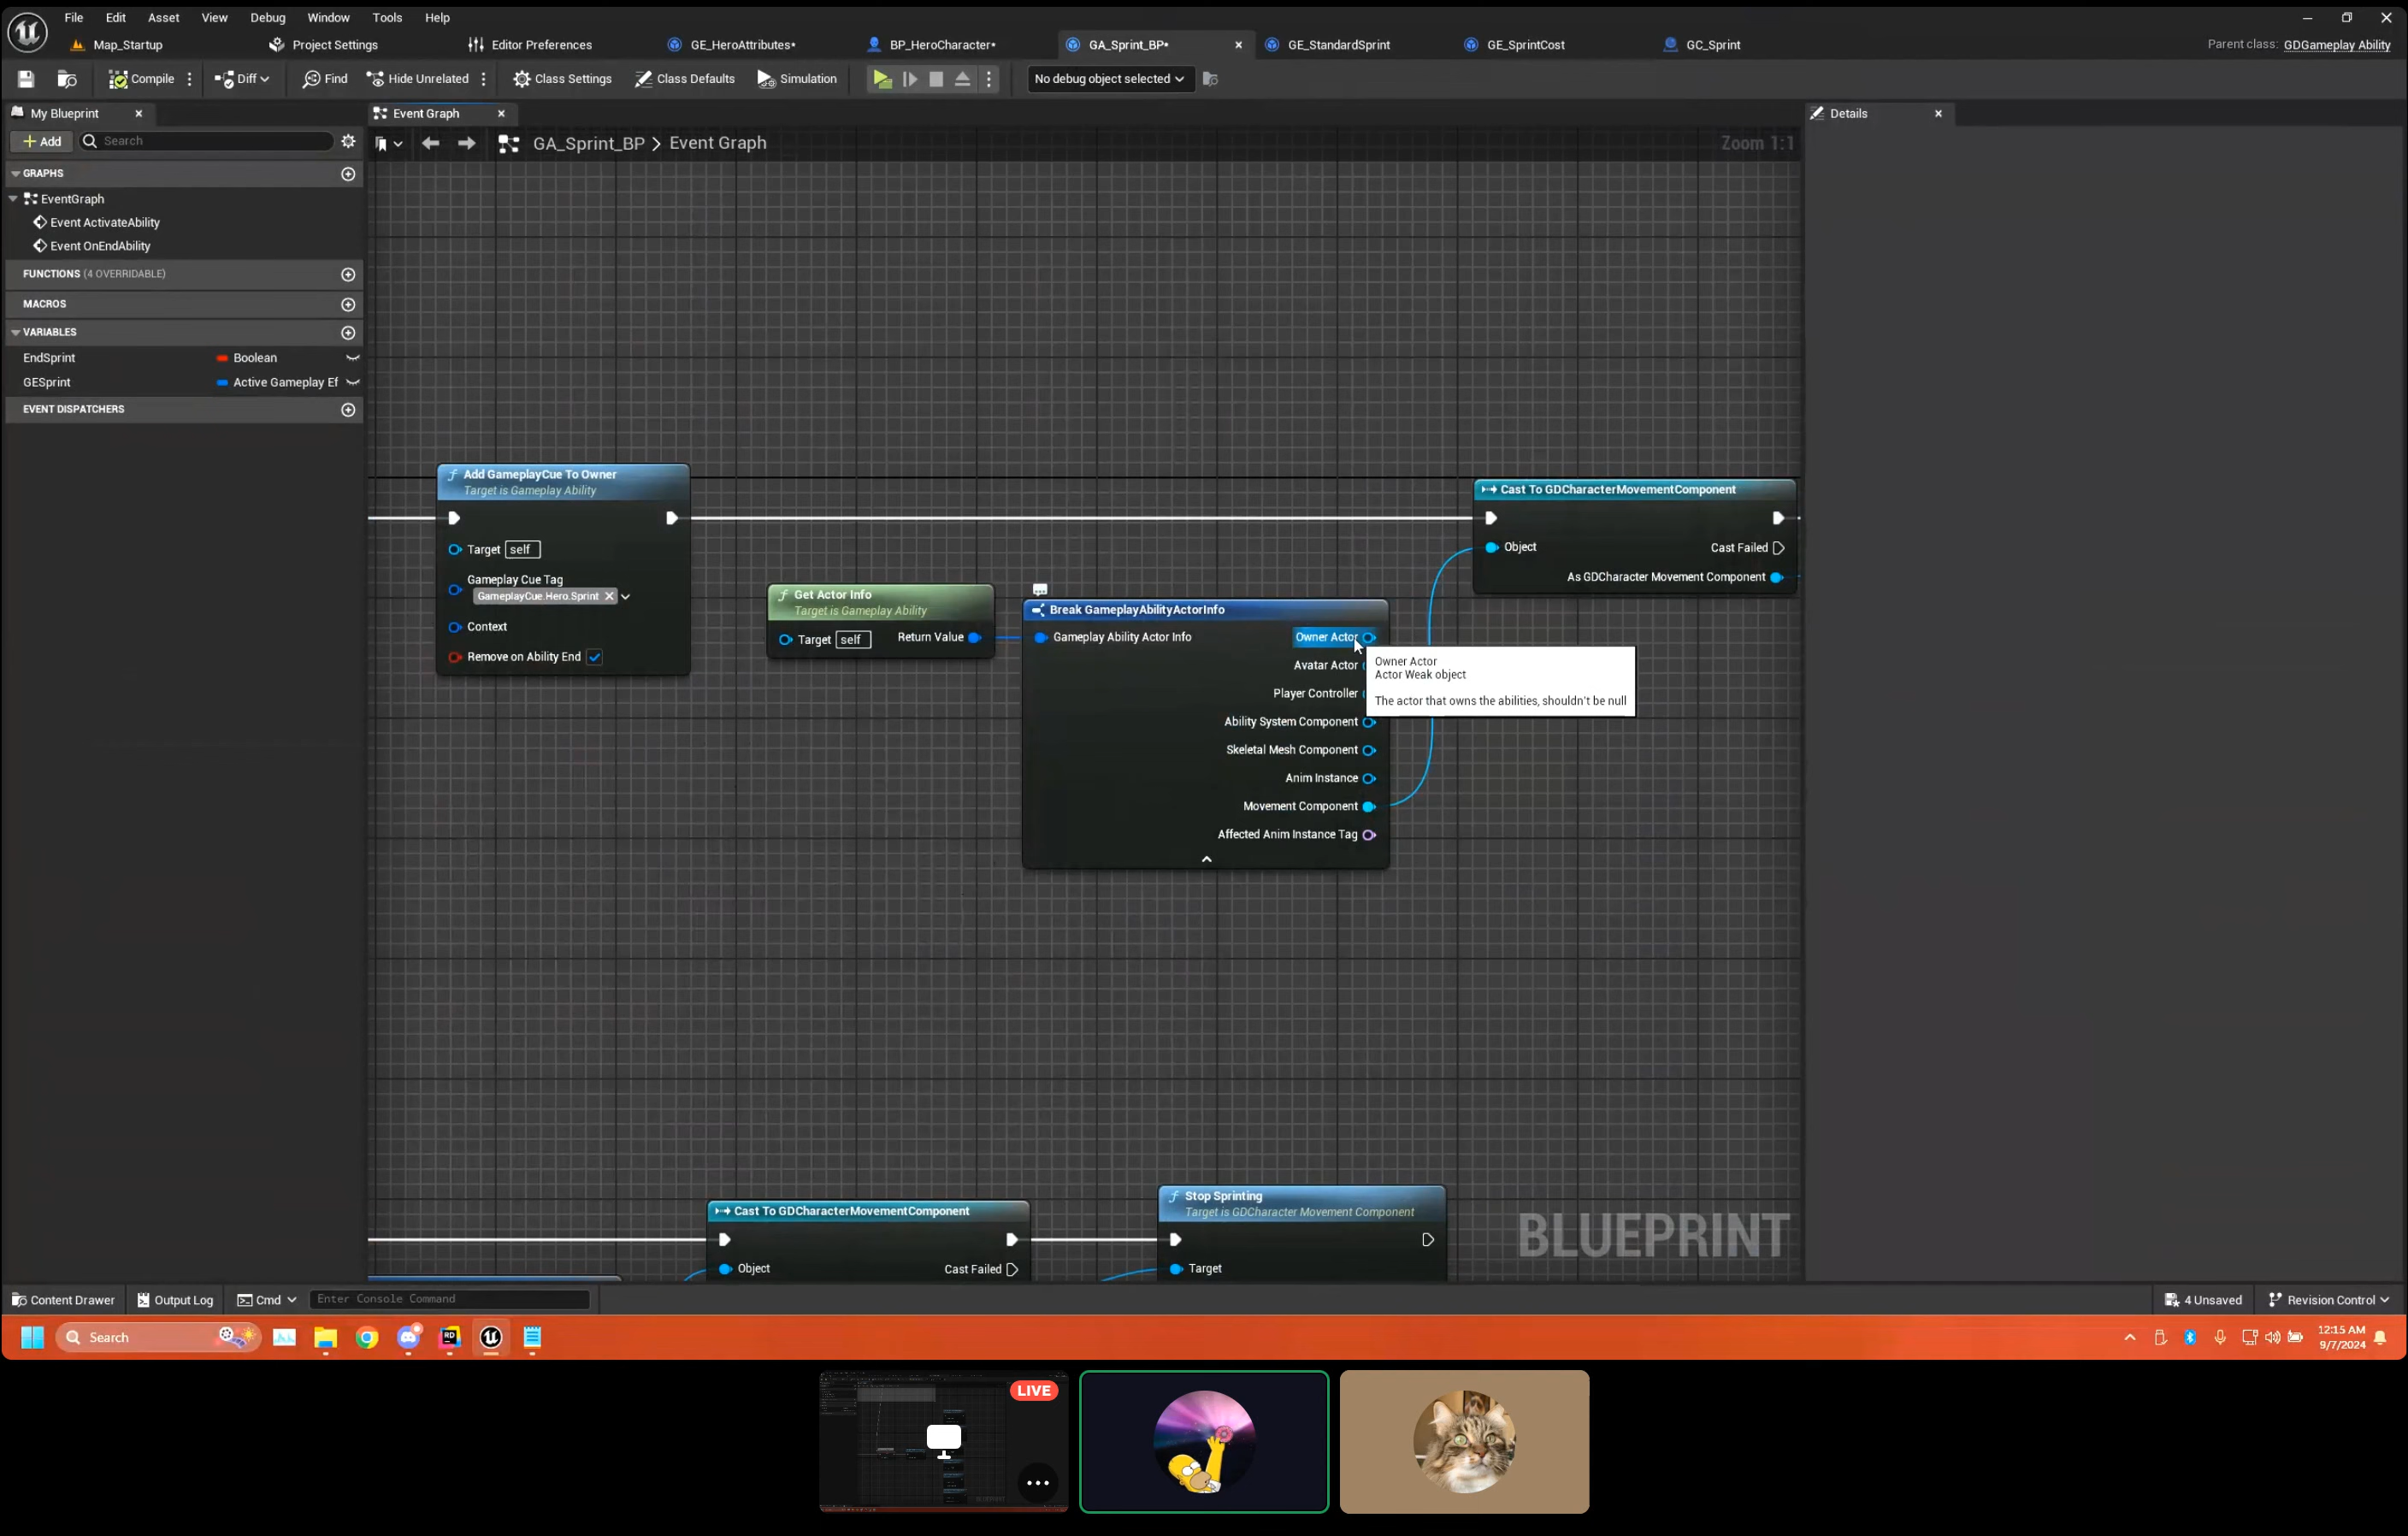 File Edit Asset View Debug Window Tools Help
Map_Startup Project Settings Editor Preferences GE_HeroAttributes* BP_HeroCharacter* GA_Sprint_BP* GE_StandardSprint GE_SprintCost GC_Sprint Parent class: GDGameplay Ability
Compile Diff Find Hide Unrelated Class Settings Class Defaults Simulation No debug object selected
My Blueprint Event Graph Details
Add Search
GA_Sprint_BP > Event Graph Zoom 1:1
GRAPHS
EventGraph
Event ActivateAbility
Event OnEndAbility
FUNCTIONS (4 OVERRIDABLE)
MACROS
VARIABLES
EndSprint Boolean
GESprint Active Gameplay Ef
EVENT DISPATCHERS
Add GameplayCue To Owner
Target is Gameplay Ability
Target self
Gameplay Cue Tag
GameplayCue.Hero.Sprint
Context
Remove on Ability End
Get Actor Info
Target is Gameplay Ability
Target self Return Value
Break GameplayAbilityActorInfo
Gameplay Ability Actor Info Owner Actor
Avatar Actor
Player Controller
Ability System Component
Skeletal Mesh Component
Anim Instance
Movement Component
Affected Anim Instance Tag
Owner Actor
Actor Weak object
The actor that owns the abilities, shouldn't be null
Cast To GDCharacterMovementComponent
Object Cast Failed
As GDCharacter Movement Component
Cast To GDCharacterMovementComponent
Object Cast Failed
Stop Sprinting
Target is GDCharacter Movement Component
Target
BLUEPRINT
Content Drawer Output Log Cmd Enter Console Command 4 Unsaved Revision Control
Search RD 12:15 AM
9/7/2024
LIVE